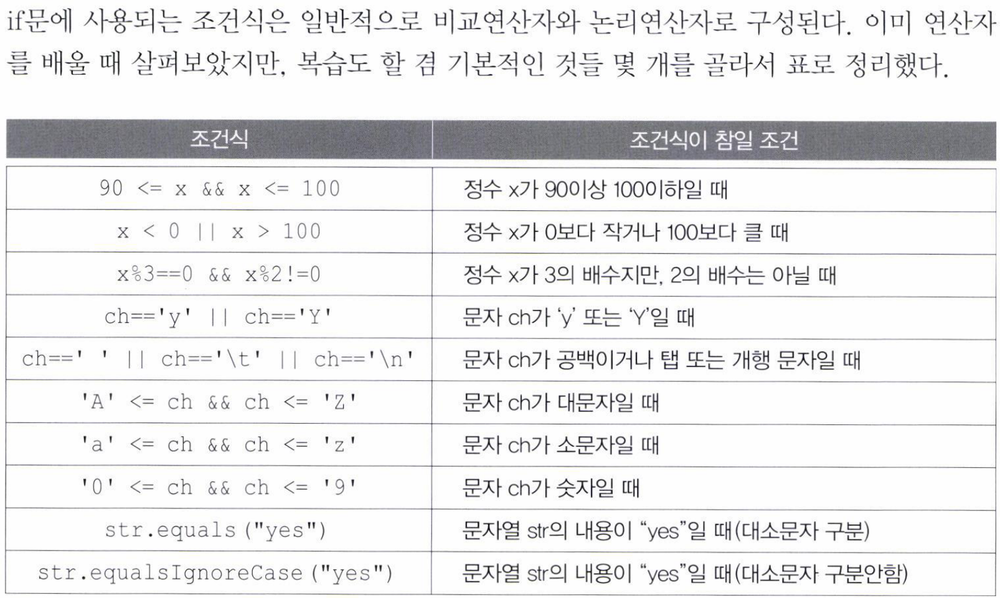 if문에 사용되는 조건식은 일반적으로 비교연산자와 논리연산자로 구성된다. 이미 연산자
를 배울 때 살펴보았지만, 복습도 할 겸 기본적인 것들 몇 개를 골라서 표로 정리했다.
조건식 조건식이 참일 조건
90 <= x && x <= 100 정수 x가 90이상 100이하일 때
x < 0 || x > 100 정수 x가 0보다 작거나 100보다 클 때
x%3==0 && x%2!=0 정수 x가 3의 배수지만, 2의 배수는 아닐 때
ch=='y' || ch=='Y' 문자 ch가 ‘y’ 또는 ‘Y’일 때
ch==' ' || ch=='\t' || ch=='\n' 문자 ch가 공백이거나 탭 또는 개행 문자일 때
'A' <= ch && ch <= 'Z' 문자 ch가 대문자일 때
'a' <= ch && ch <= 'z' 문자 ch가 소문자일 때
'0' <= ch && ch <= '9' 문자 ch가 숫자일 때
str.equals("yes") 문자열 str의 내용이 “yes”일 때(대소문자 구분)
str.equalsIgnoreCase("yes") 문자열 str의 내용이 “yes”일 때(대소문자 구분안함)